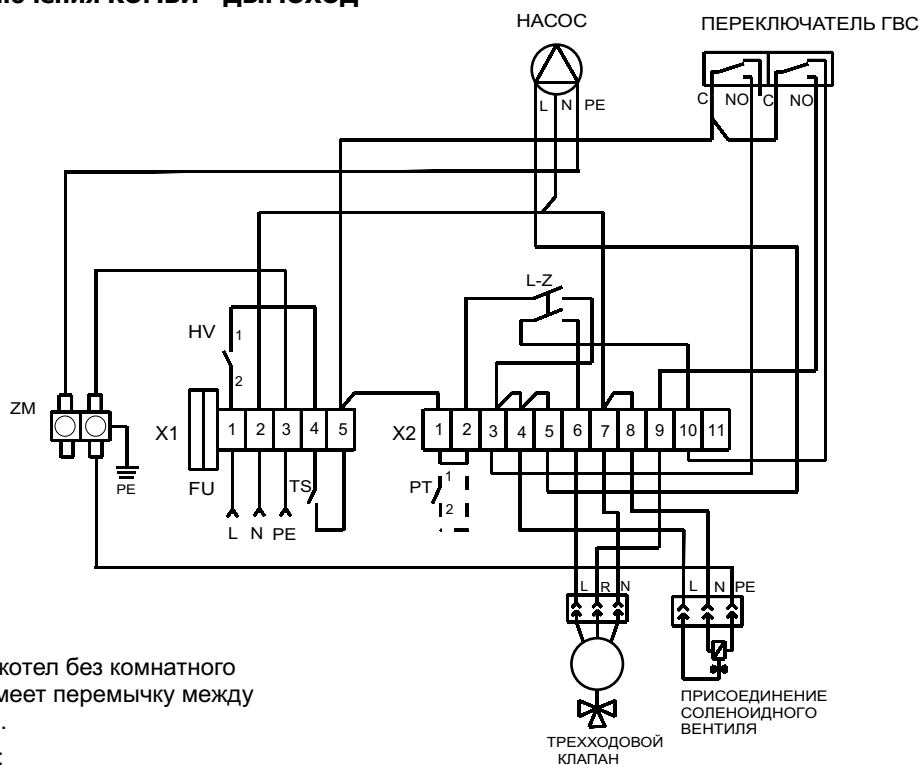 КОМБИ - ДЫМОХОД
НАСОС
ПЕРЕКЛЮЧАТЕЛЬ ГВС
L N PE
C NO C NO
L-Z
HV
1
2
ZM
PE
X1
1 2 3 4 5
X2
1 2 3 4 5 6 7 8 9 10 11
FU
TS
L N PE
PT
1
2
L R N
L N PE
котел без комнатного
перемычку между
ПРИСОЕДИНЕНИЕ
СОЛЕНОИДНОГО
ВЕНТИЛЯ
ТРЕХХОДОВОЙ
КЛАПАН